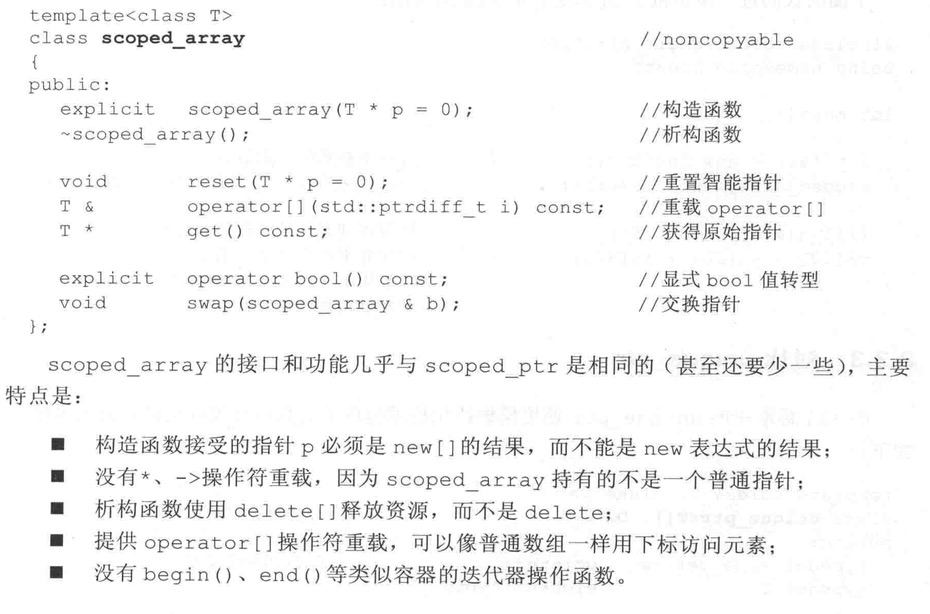 template<class T>
class scoped_array //noncopyable
{
public:
explicit scoped_array(T * p = 0); //构造函数
~scoped_array(); //析构函数
void reset(T * p = 0); //重置智能指针
T & operator[](std::ptrdiff_t i) const; //重载 operator[]
T * get() const; //获得原始指针
explicit operator bool() const; //显式 bool 值转型
void swap(scoped_array & b); //交换指针
};
scoped_array 的接口和功能几乎与 scoped_ptr 是相同的（甚至还要少一些），主要
特点是：
■ 构造函数接受的指针 p 必须是 new[]的结果，而不能是 new 表达式的结果；
■ 没有*、->操作符重载，因为 scoped_array 持有的不是一个普通指针；
■ 析构函数使用 delete[]释放资源，而不是 delete；
■ 提供 operator[]操作符重载，可以像普通数组一样用下标访问元素；
■ 没有 begin()、end()等类似容器的迭代器操作函数。